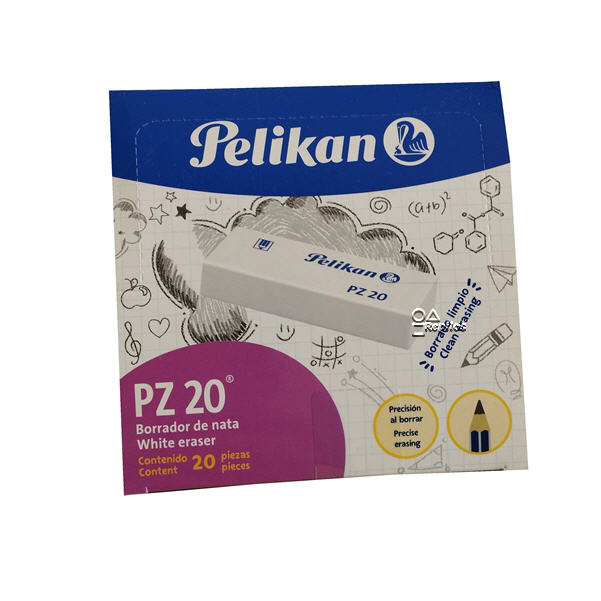 Pelikan
(a+b)²
Pelikan
PZ 20
Borrado limpio
Clean erasing
PZ 20®
Borrador de nata
White eraser
Contenido 20 piezas
Content pieces
Precisión
al borrar
Precise
erasing